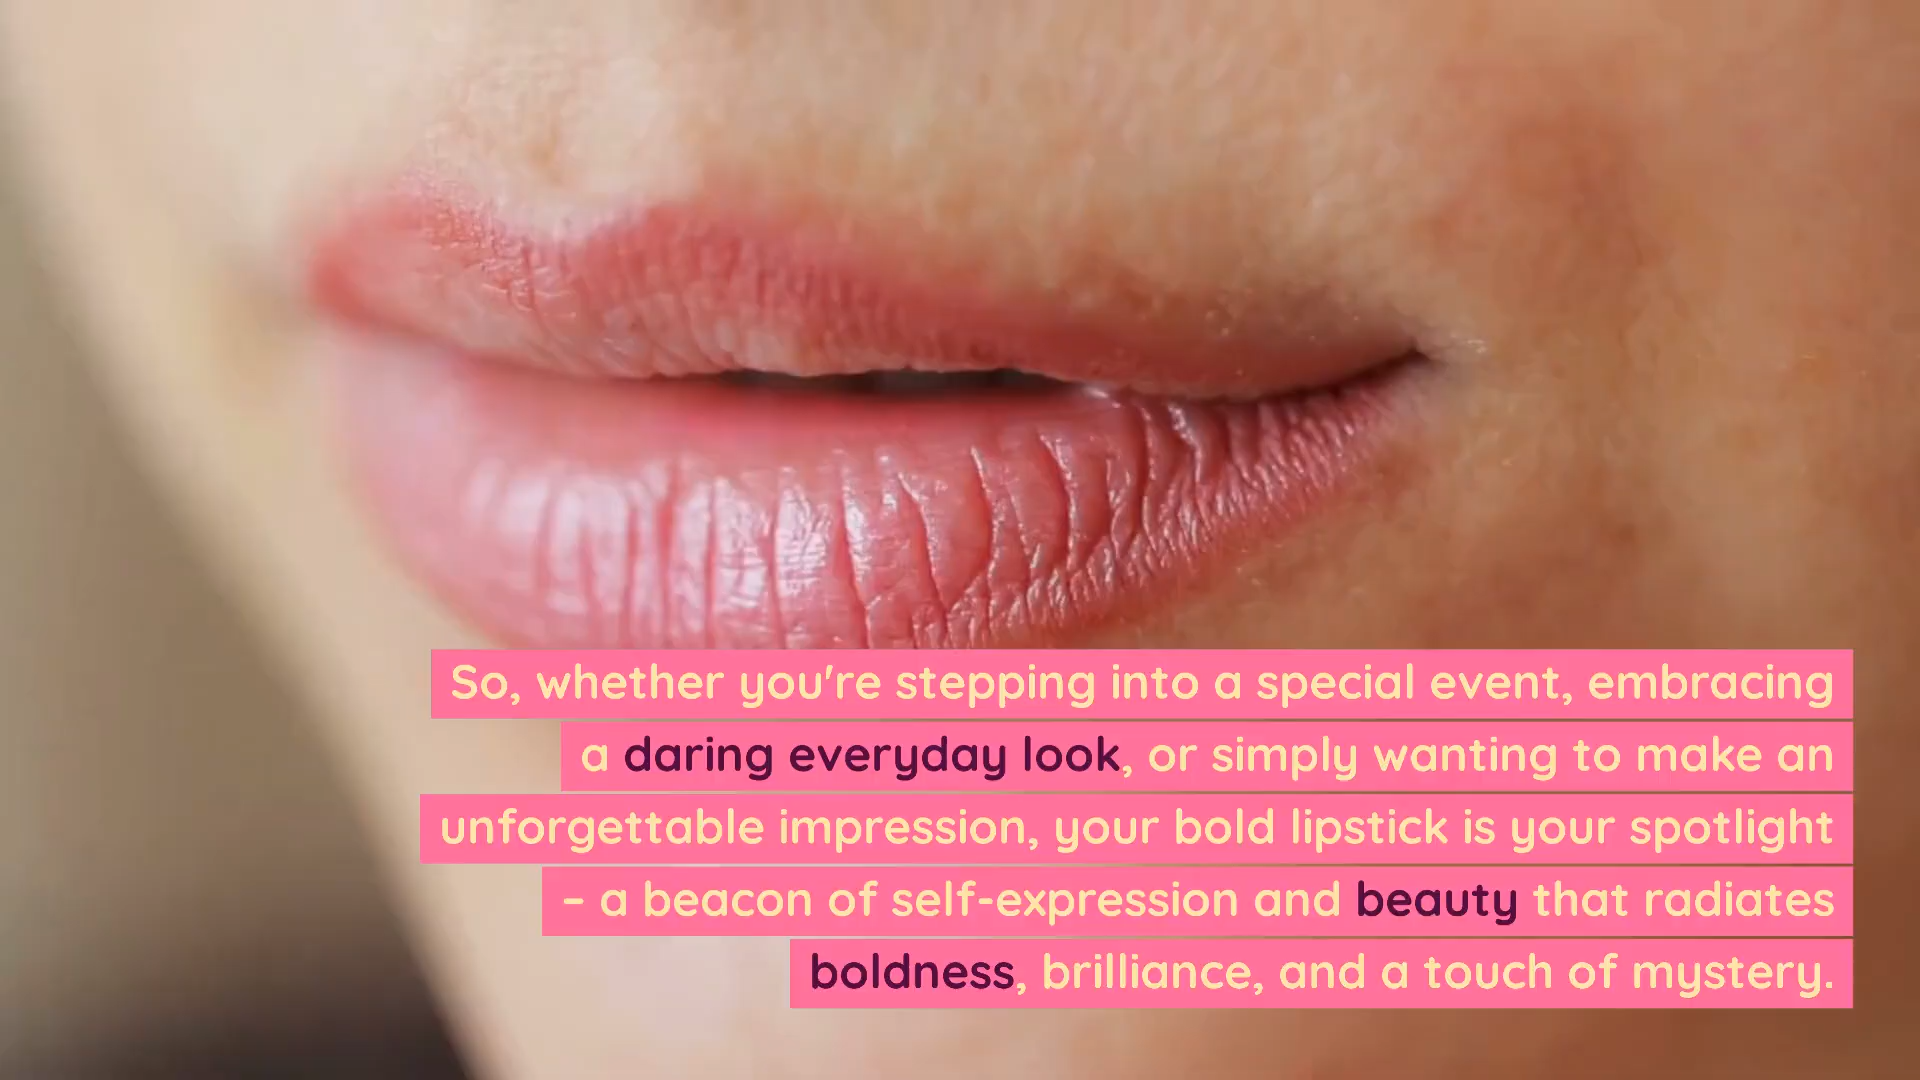 So, whether you're stepping into a special event, embracing
a daring everyday look, or simply wanting to make an
unforgettable impression, your bold lipstick is your spotlight
– a beacon of self-expression and beauty that radiates
boldness, brilliance, and a touch of mystery.